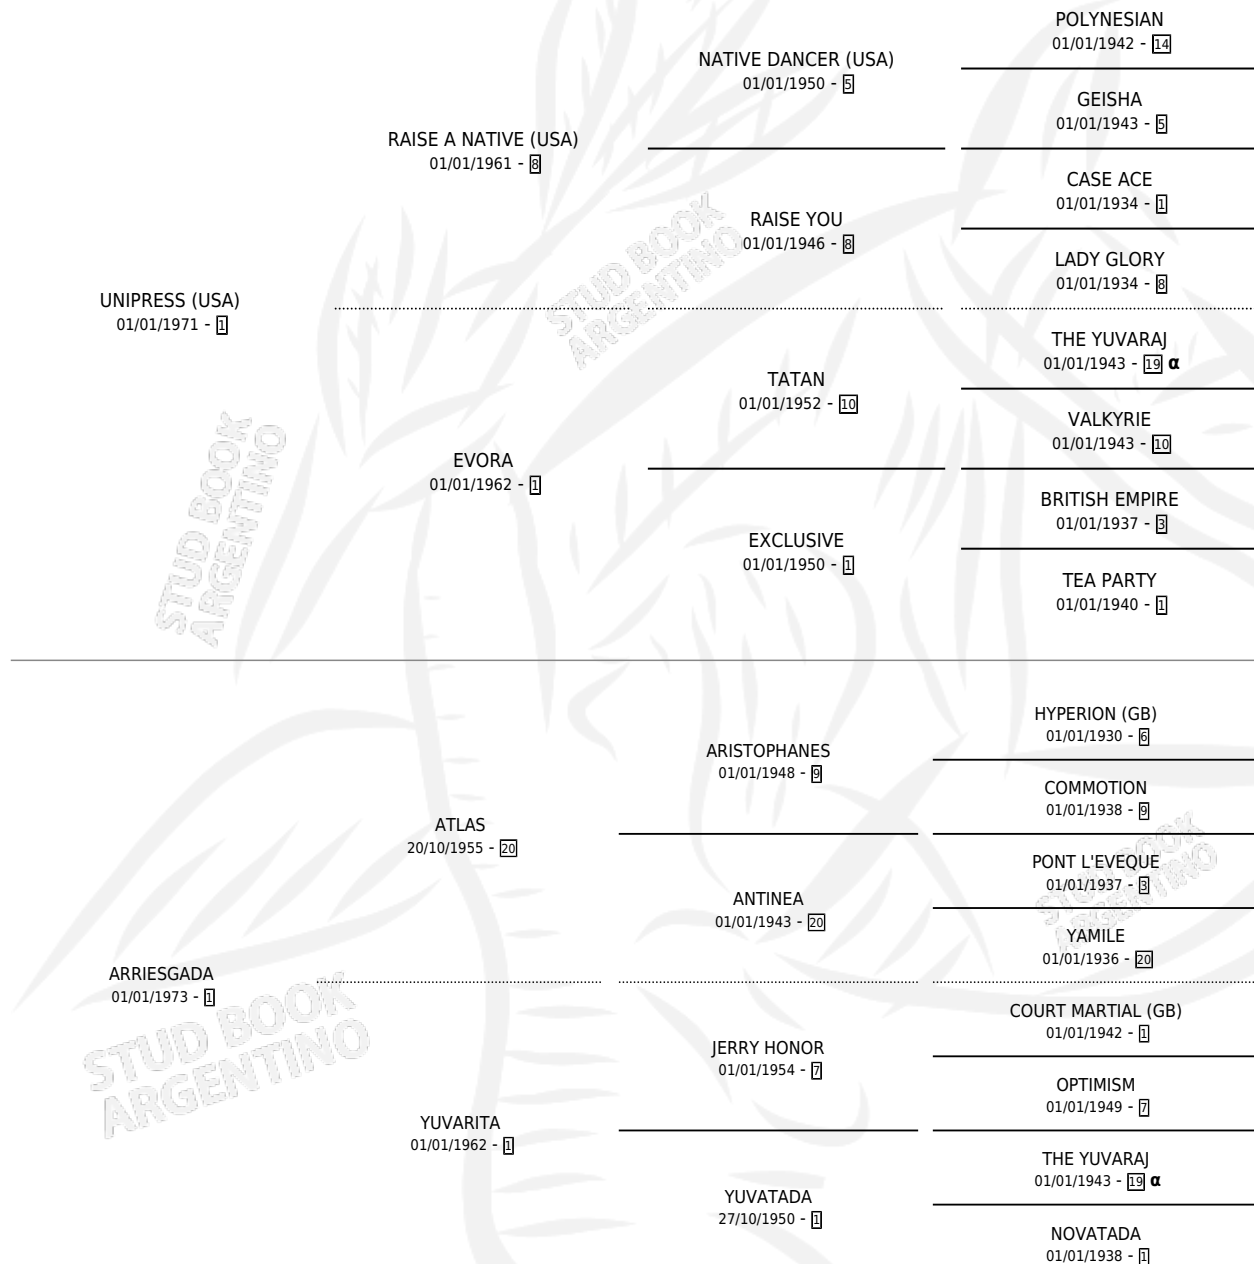 POLYNESIAN
01/01/1942 - 14
NATIVE DANCER (USA)
01/01/1950 - 5
GEISHA
01/01/1943 - 5
RAISE A NATIVE (USA)
01/01/1961 - 8
CASE ACE
01/01/1934 - 1
RAISE YOU
01/01/1946 - 8
LADY GLORY
01/01/1934 - 8
UNIPRESS (USA)
01/01/1971 - 1
THE YUVARAJ
01/01/1943 - 19 α
TATAN
01/01/1952 - 10
VALKYRIE
01/01/1943 - 10
EVORA
01/01/1962 - 1
BRITISH EMPIRE
01/01/1937 - 3
EXCLUSIVE
01/01/1950 - 1
TEA PARTY
01/01/1940 - 1
HYPERION (GB)
01/01/1930 - 6
ARISTOPHANES
01/01/1948 - 9
COMMOTION
01/01/1938 - 9
ATLAS
20/10/1955 - 20
PONT L'EVEQUE
01/01/1937 - 3
ANTINEA
01/01/1943 - 20
YAMILE
01/01/1936 - 20
ARRIESGADA
01/01/1973 - 1
COURT MARTIAL (GB)
01/01/1942 - 1
JERRY HONOR
01/01/1954 - 7
OPTIMISM
01/01/1949 - 7
YUVARITA
01/01/1962 - 1
THE YUVARAJ
01/01/1943 - 19 α
YUVATADA
27/10/1950 - 1
NOVATADA
01/01/1938 - 1
STUD BOOK
ARGENTINO
STUD BOOK
ARGENTINO
STUD BOOK
ARGENTINO
STUD BOOK
ARGENTINO